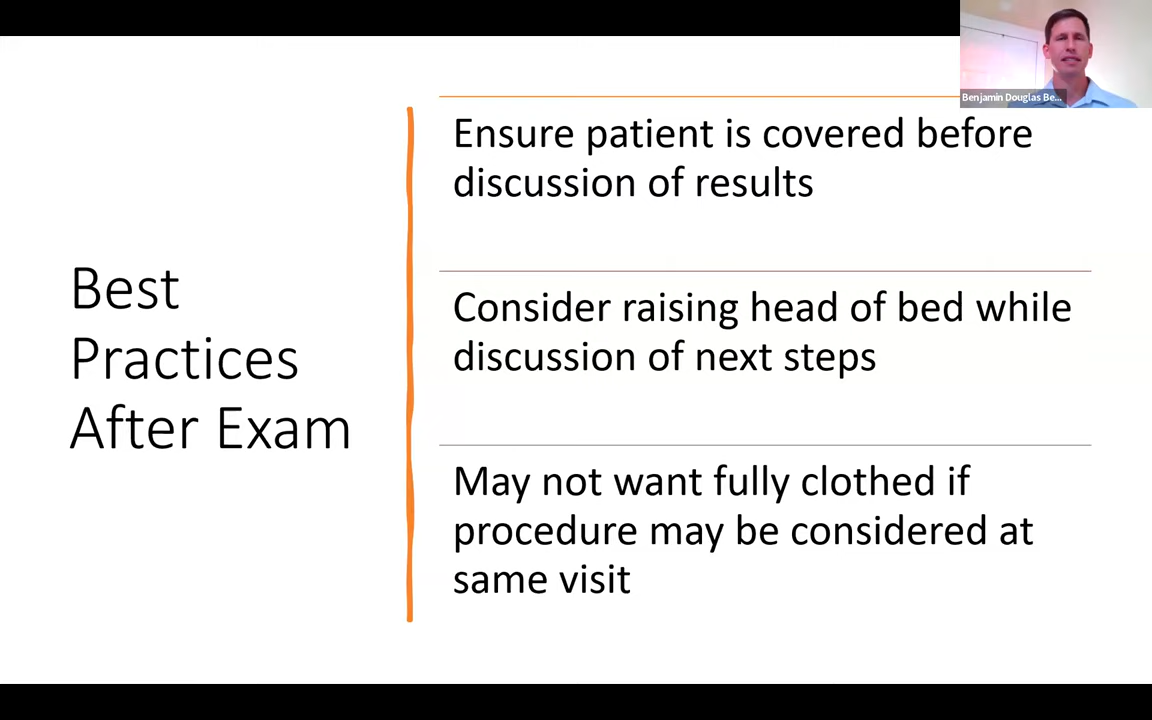 Benjamin Douglas Be...
Best
Practices
After Exam
Ensure patient is covered before
discussion of results
Consider raising head of bed while
discussion of next steps
May not want fully clothed if
procedure may be considered at
same visit